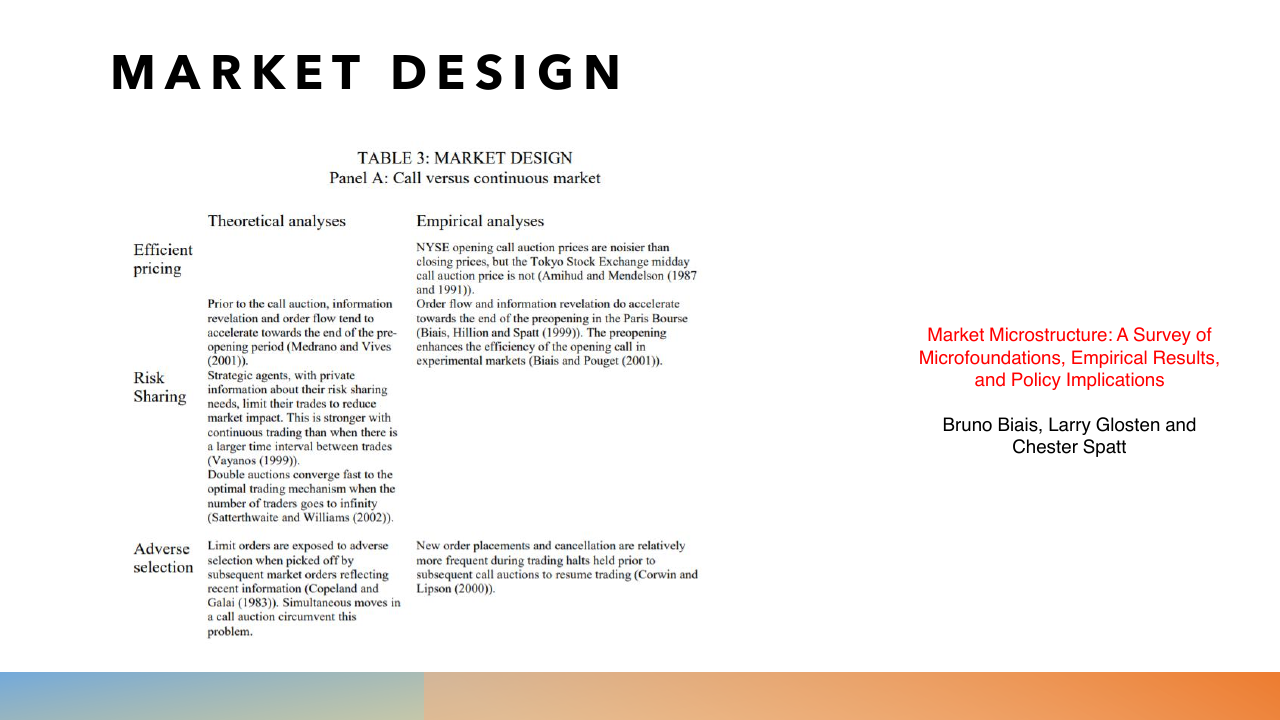 MARKET DESIGN
TABLE 3: MARKET DESIGN
Panel A: Call versus continuous market
Theoretical analyses
Empirical analyses
Efficient
pricing
NYSE opening call auction prices are noisier than
closing prices, but the Tokyo Stock Exchange midday
call auction price is not (Amihud and Mendelson (1987
and 1991)).
Prior to the call auction, information
revelation and order flow tend to
accelerate towards the end of the pre-
opening period (Medrano and Vives
(2001)).
Order flow and information revelation do accelerate
towards the end of the preopening in the Paris Bourse
(Biais, Hillion and Spatt (1999)). The preopening
enhances the efficiency of the opening call in
experimental markets (Biais and Pouget (2001)).
Risk
Sharing
Strategic agents, with private
information about their risk sharing
needs, limit their trades to reduce
market impact. This is stronger with
continuous trading than when there is
a larger time interval between trades
(Vayanos (1999)).
Double auctions converge fast to the
optimal trading mechanism when the
number of traders goes to infinity
(Satterthwaite and Williams (2002)).
Adverse
selection
Limit orders are exposed to adverse
selection when picked off by
subsequent market orders reflecting
recent information (Copeland and
Galai (1983)). Simultaneous moves in
a call auction circumvent this
problem.
New order placements and cancellation are relatively
more frequent during trading halts held prior to
subsequent call auctions to resume trading (Corwin and
Lipson (2000)).
Market Microstructure: A Survey of
Microfoundations, Empirical Results,
and Policy Implications
Bruno Biais, Larry Glosten and
Chester Spatt